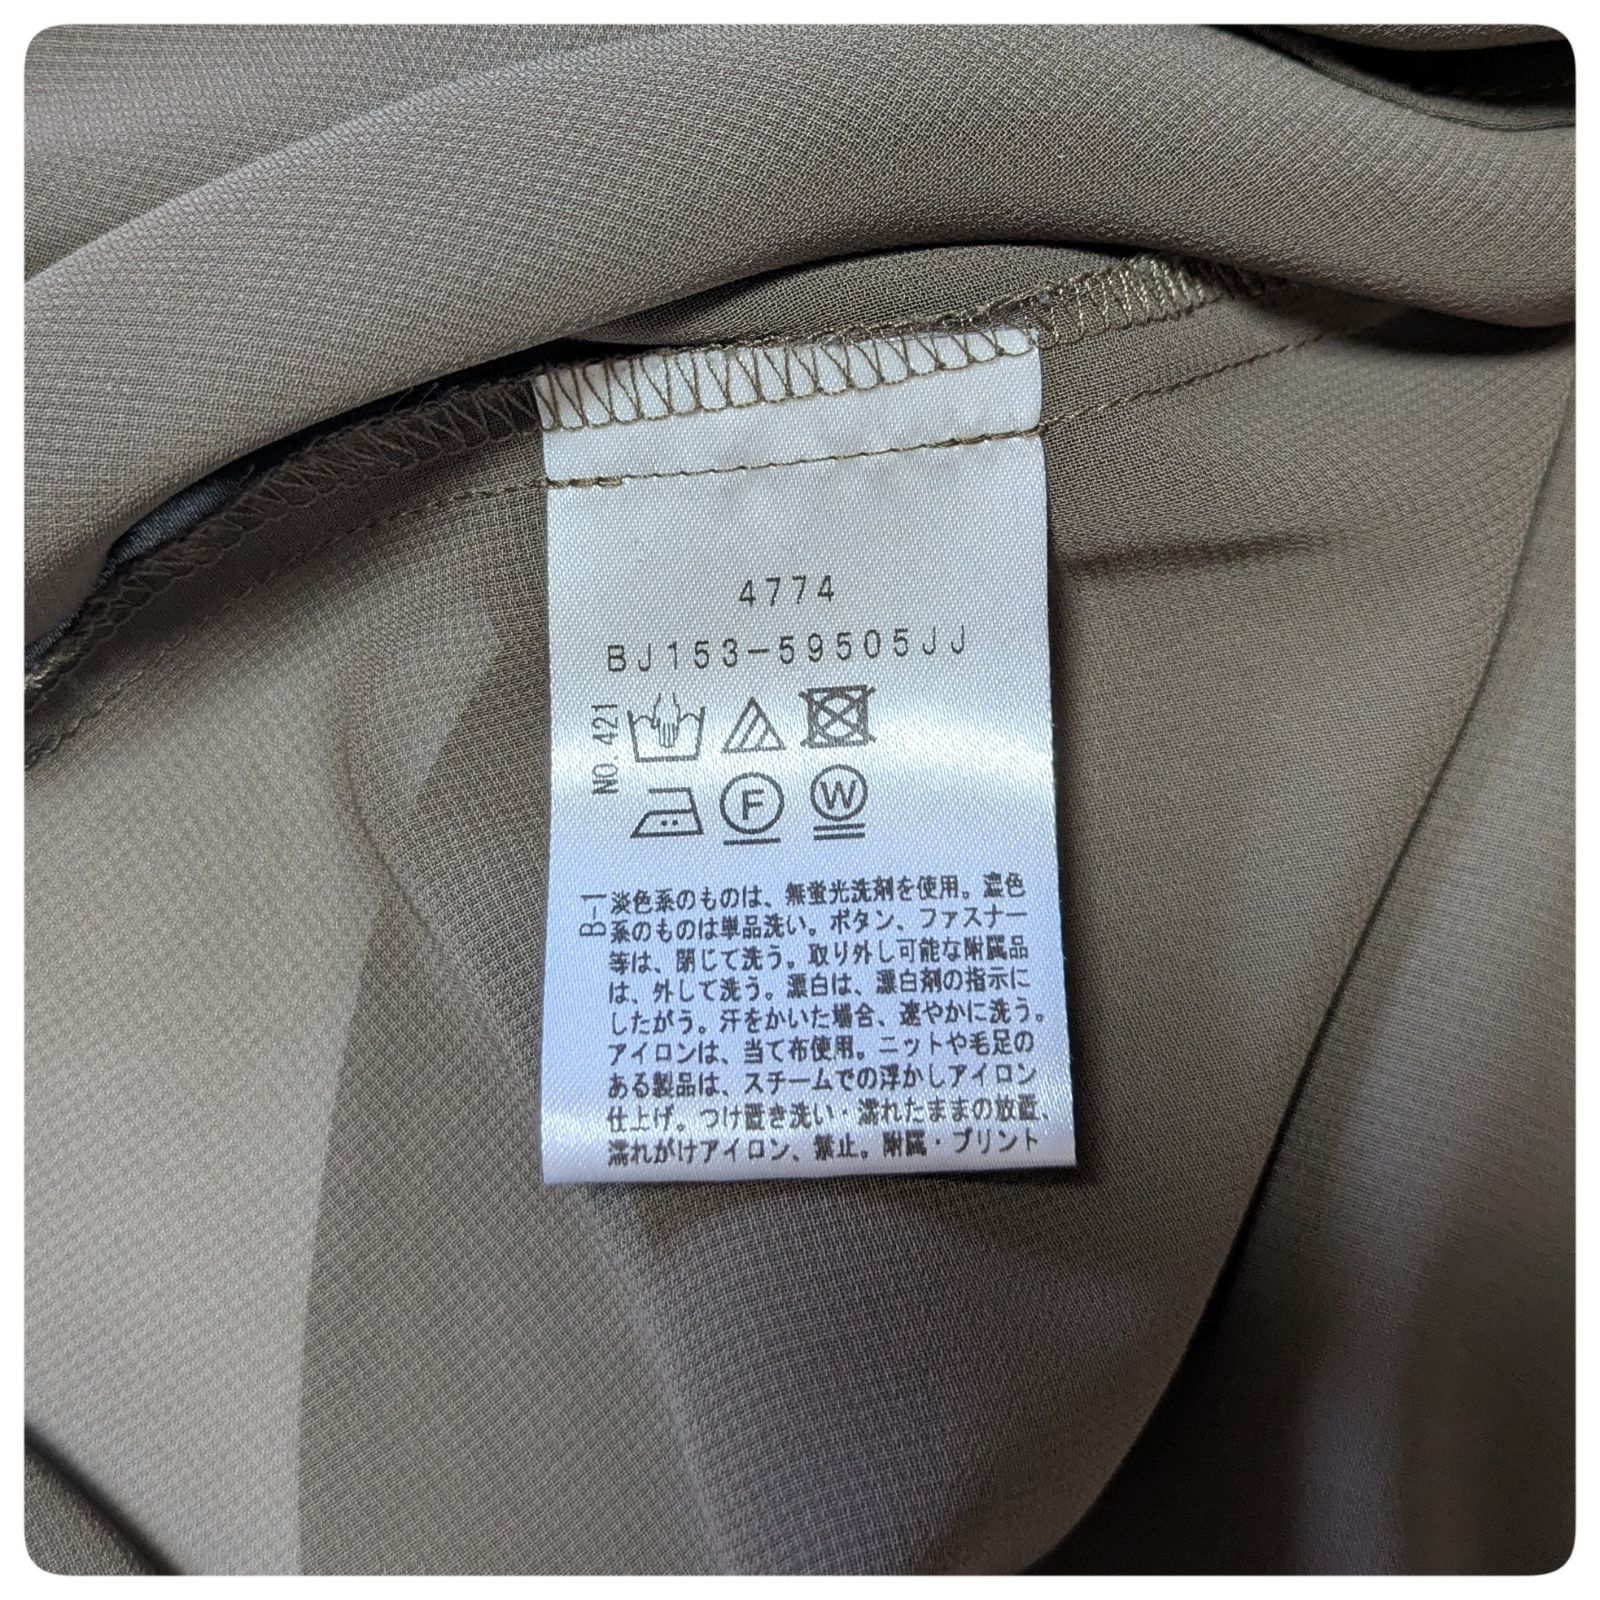 4774
BJ153-59505JJ
NO.421
F
W
B-1
淡色系のものは、無蛍光洗剤を使用。濃色
系のものは単品洗い。ボタン、ファスナー
等は、閉じて洗う。取り外し可能な附属品
は、外して洗う。漂白は、漂白剤の指示に
したがう。汗をかいた場合、速やかに洗う。
アイロンは、当て布使用。ニットや毛足の
ある製品は、スチームでの浮かしアイロン
仕上げ。つけ置き洗い・濡れたままの放置、
濡れがけアイロン、禁止。附属・プリント